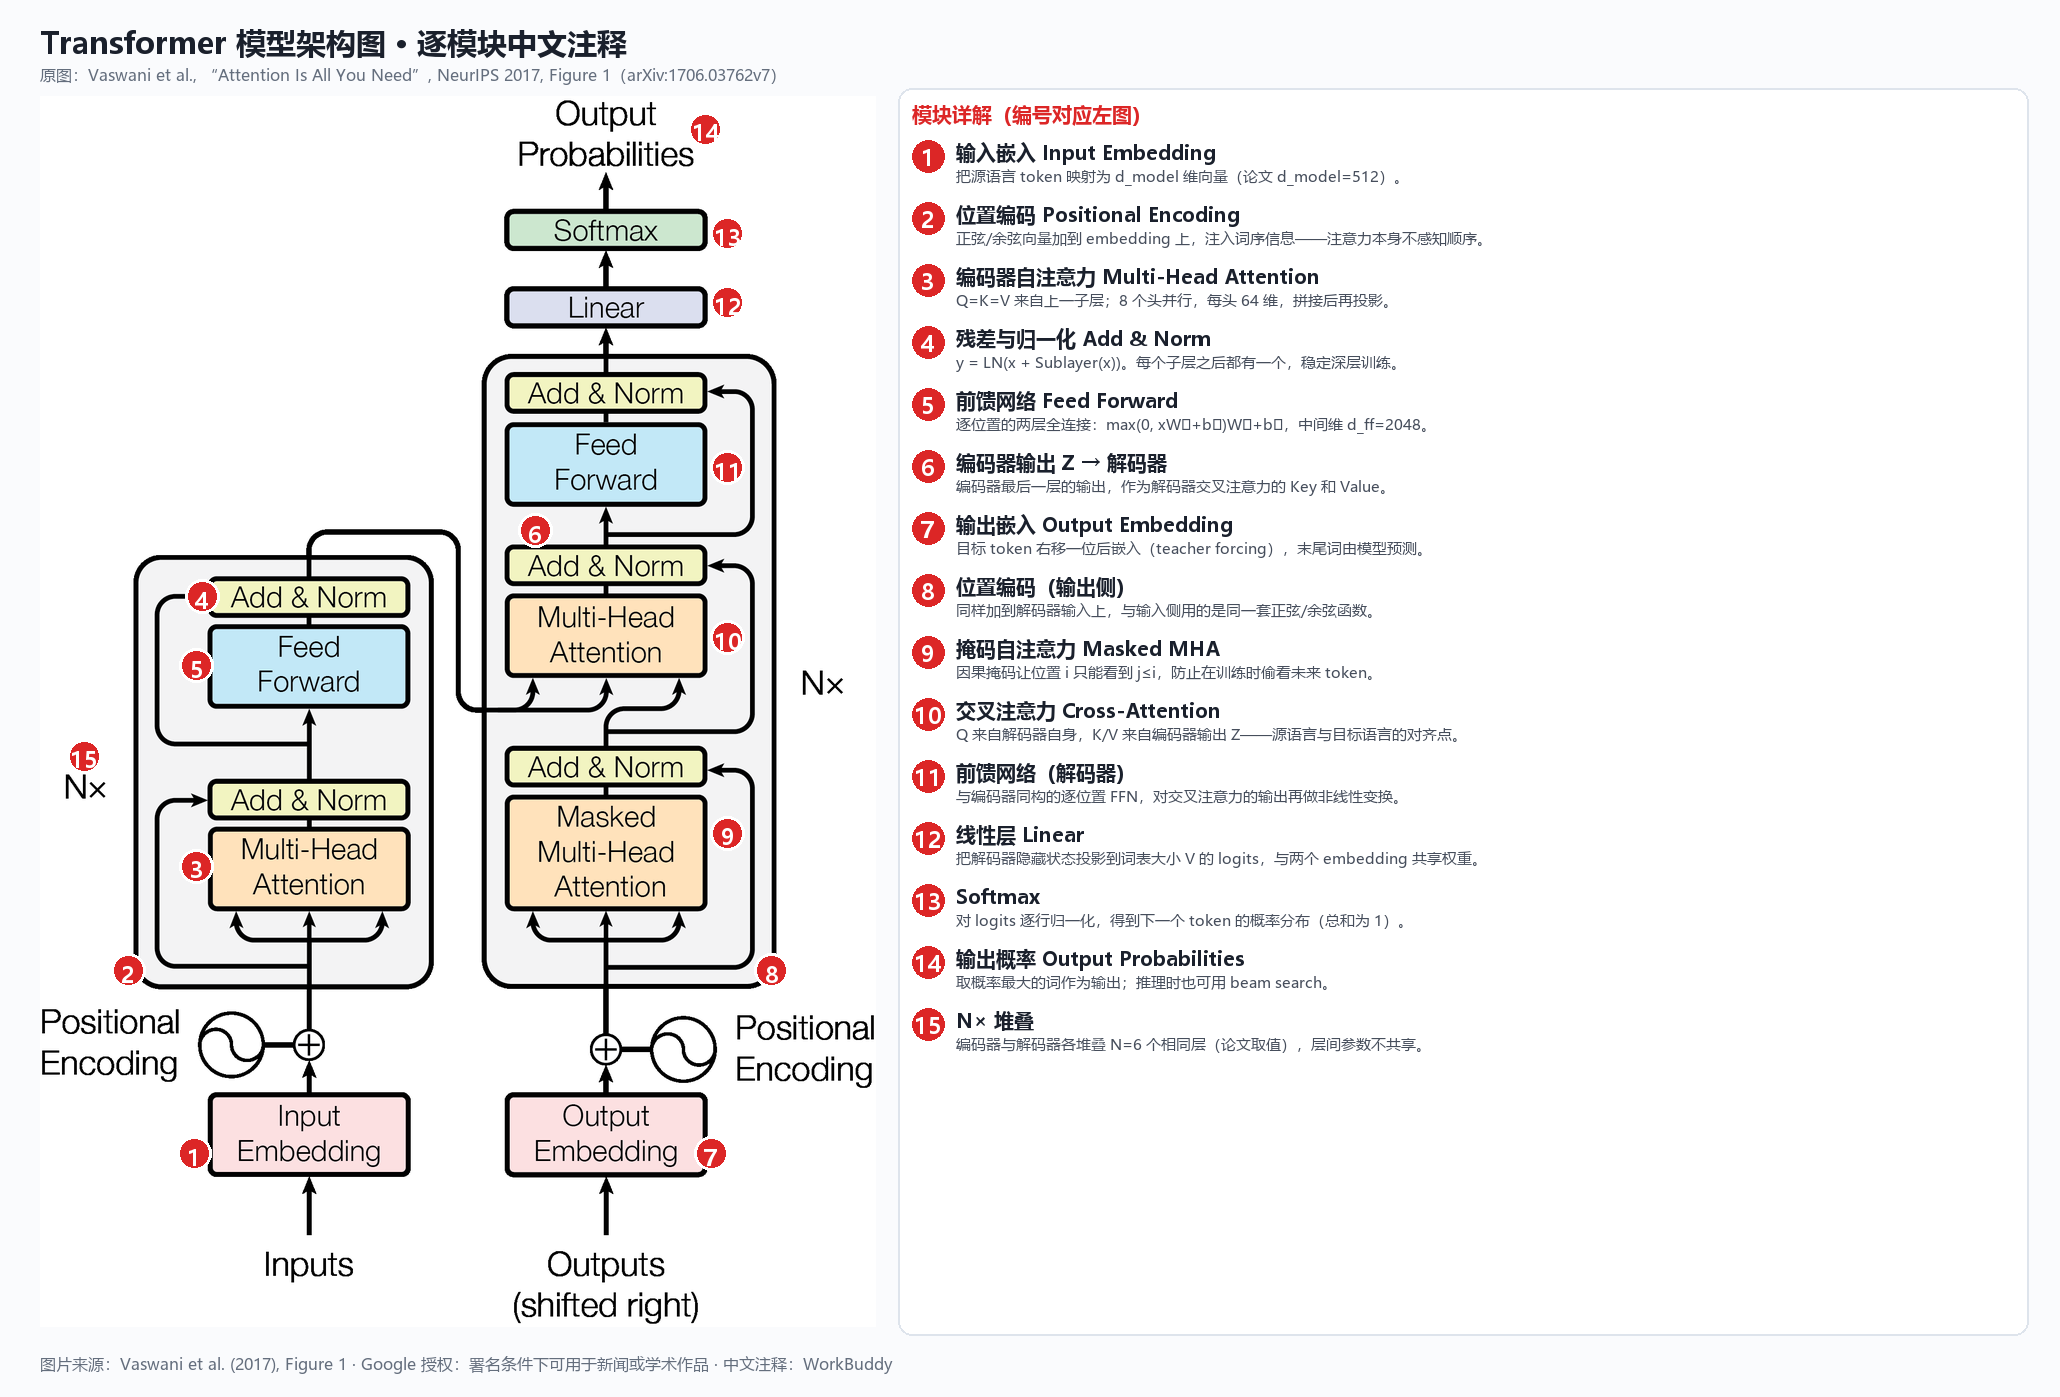 Transformer 模型架构图 • 逐模块中文注释
原图：Vaswani et al., “Attention Is All You Need”, NeurIPS 2017, Figure 1（arXiv:1706.03762v7）
Output
Probabilities
14
Softmax
13
Linear
12
Add & Norm
Feed
Forward
11
6
Add & Norm
Multi-Head
Attention
10
N×
Add & Norm
Masked
Multi-Head
Attention
9
8
4
Add & Norm
Feed
Forward
5
15
N×
Add & Norm
Multi-Head
Attention
3
2
Positional
Encoding
Positional
Encoding
Input
Embedding
1
Output
Embedding
7
Inputs
Outputs
(shifted right)
模块详解（编号对应左图）
1 输入嵌入 Input Embedding
把源语言 token 映射为 d_model 维向量（论文 d_model=512）。
2 位置编码 Positional Encoding
正弦/余弦向量加到 embedding 上，注入词序信息——注意力本身不感知顺序。
3 编码器自注意力 Multi-Head Attention
Q=K=V 来自上一子层；8 个头并行，每头 64 维，拼接后再投影。
4 残差与归一化 Add & Norm
y = LN(x + Sublayer(x))。每个子层之后都有一个，稳定深层训练。
5 前馈网络 Feed Forward
逐位置的两层全连接：max(0, xW□+b□)W□+b□，中间维 d_ff=2048。
6 编码器输出 Z → 解码器
编码器最后一层的输出，作为解码器交叉注意力的 Key 和 Value。
7 输出嵌入 Output Embedding
目标 token 右移一位后嵌入（teacher forcing），末尾词由模型预测。
8 位置编码（输出侧）
同样加到解码器输入上，与输入侧用的是同一套正弦/余弦函数。
9 掩码自注意力 Masked MHA
因果掩码让位置 i 只能看到 j≤i，防止在训练时偷看未来 token。
10 交叉注意力 Cross-Attention
Q 来自解码器自身，K/V 来自编码器输出 Z——源语言与目标语言的对齐点。
11 前馈网络（解码器）
与编码器同构的逐位置 FFN，对交叉注意力的输出再做非线性变换。
12 线性层 Linear
把解码器隐藏状态投影到词表大小 V 的 logits，与两个 embedding 共享权重。
13 Softmax
对 logits 逐行归一化，得到下一个 token 的概率分布（总和为 1）。
14 输出概率 Output Probabilities
取概率最大的词作为输出；推理时也可用 beam search。
15 N× 堆叠
编码器与解码器各堆叠 N=6 个相同层（论文取值），层间参数不共享。
图片来源：Vaswani et al. (2017), Figure 1 · Google 授权：署名条件下可用于新闻或学术作品 · 中文注释：WorkBuddy